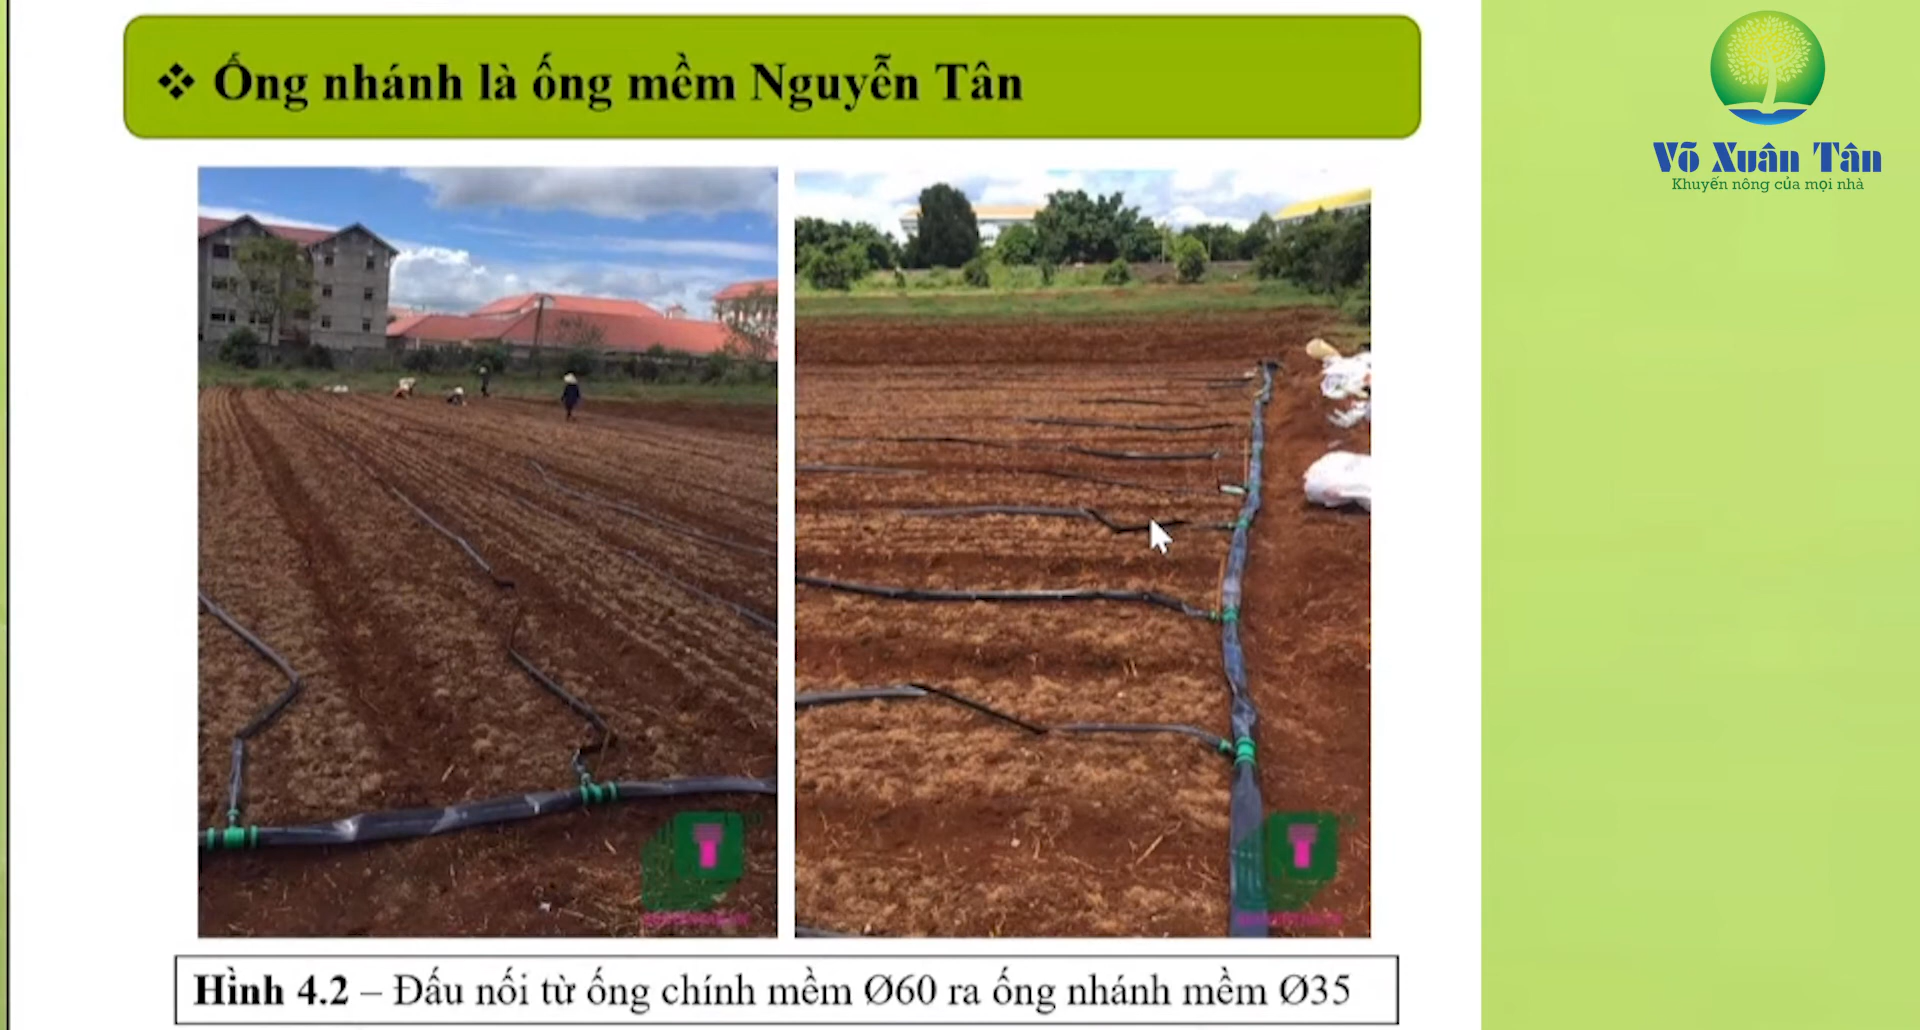 ❖ Ống nhánh là ống mềm Nguyễn Tân
Võ Xuân Tân
Khuyến nông của mọi nhà
Hình 4.2 – Đấu nối từ ống chính mềm Ø60 ra ống nhánh mềm Ø35